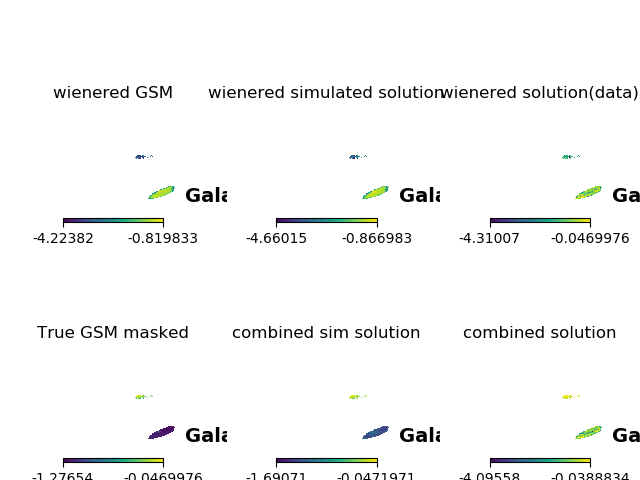 wienered GSM wienered simulated solution wienered solution(data)
Gala Gala Ga
-4.22382 -0.819833 -4.66015 -0.866983 -4.31007 -0.0469976
True GSM masked combined sim solution combined solution
Gala Gala Ga
-1.27654 -0.0469976 -1.69071 -0.0471971 -4.09558 -0.0388834